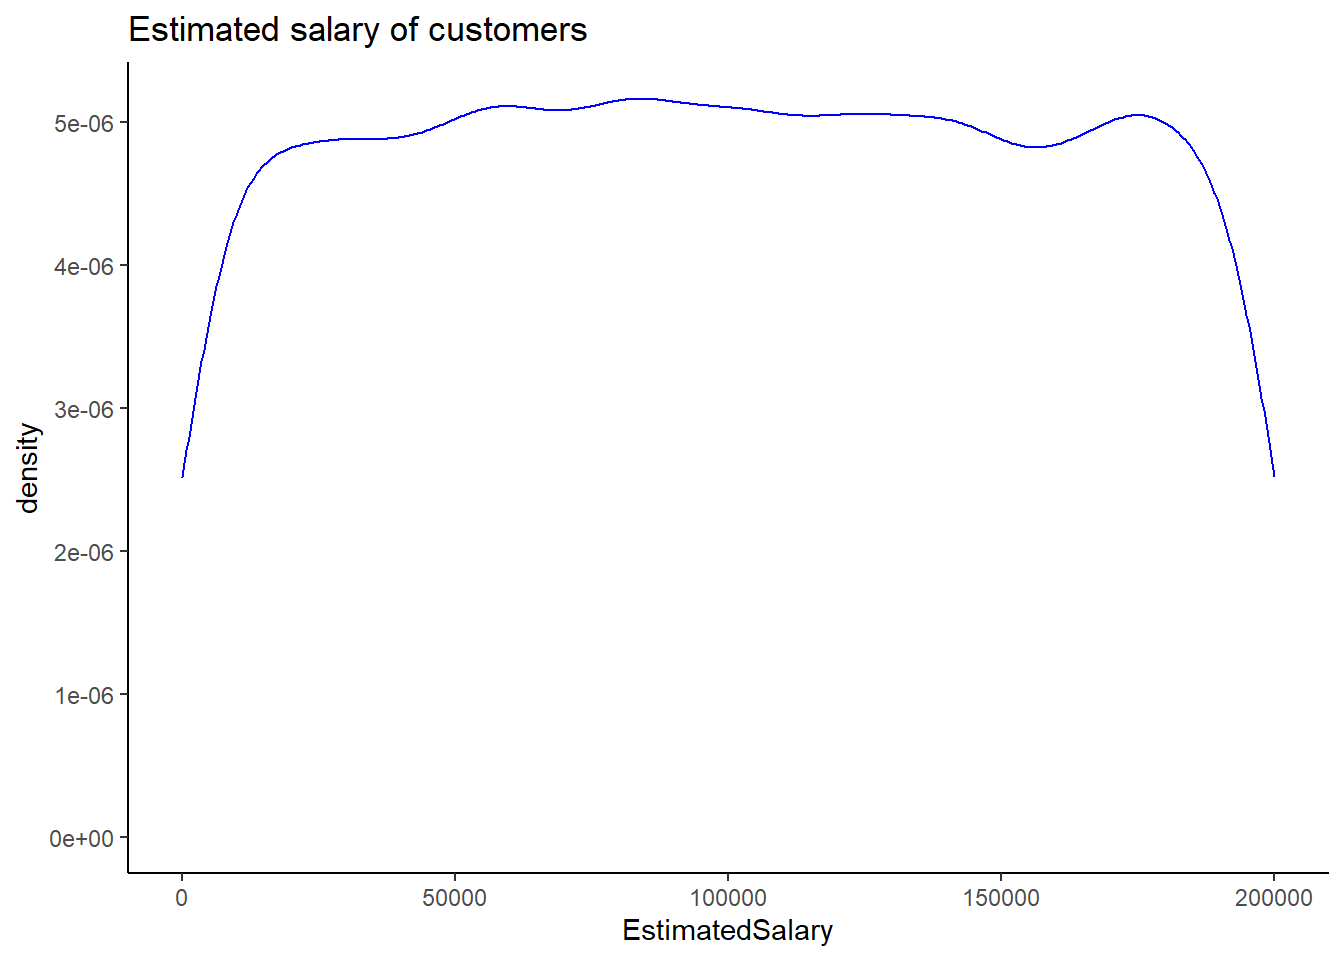 Estimated salary of customers
density
5e-06
4e-06
3e-06
2e-06
1e-06
0e+00
0
50000
100000
150000
200000
EstimatedSalary